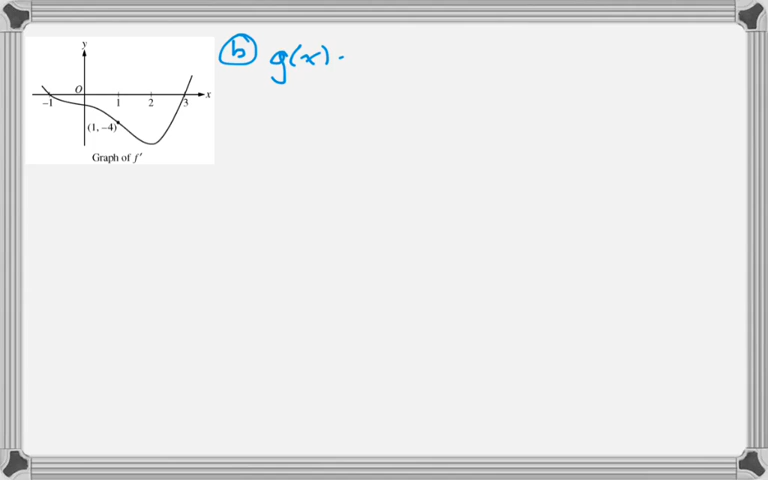 y
ⓑ g(x)
O
x
−1 1 2 3
(1, −4)
Graph of f′